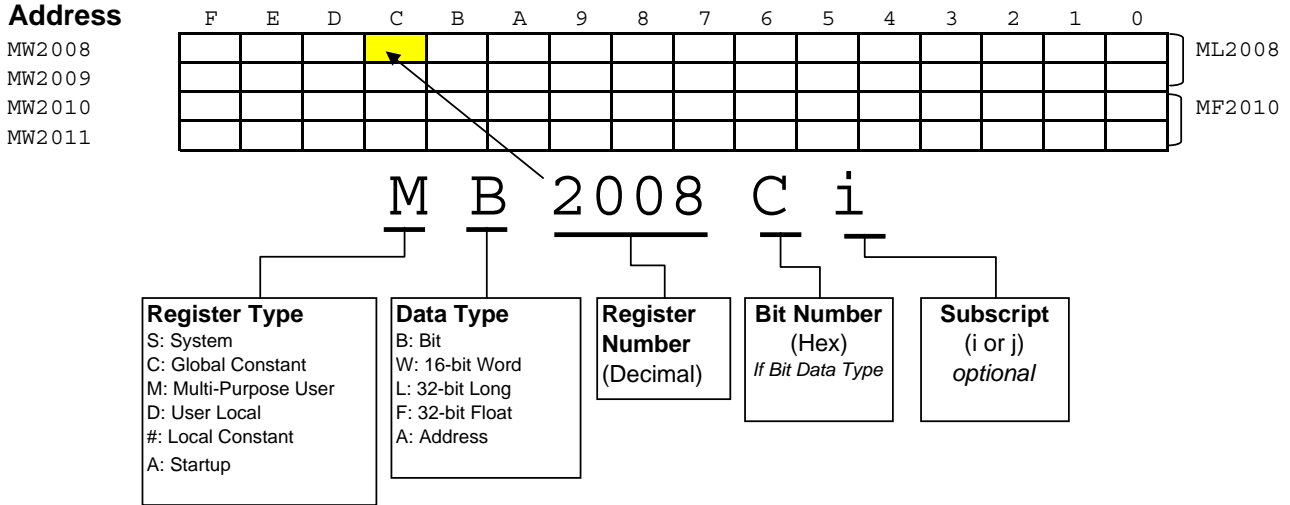 Address F E D C B A 9 8 7 6 5 4 3 2 1 0
MW2008 ML2008
MW2009
MW2010 MF2010
MW2011
M B 2008 C i
Register Type
S: System
C: Global Constant
M: Multi-Purpose User
D: User Local
#: Local Constant
A: Startup
Data Type
B: Bit
W: 16-bit Word
L: 32-bit Long
F: 32-bit Float
A: Address
Register
Number
(Decimal)
Bit Number
(Hex)
If Bit Data Type
Subscript
(i or j)
optional